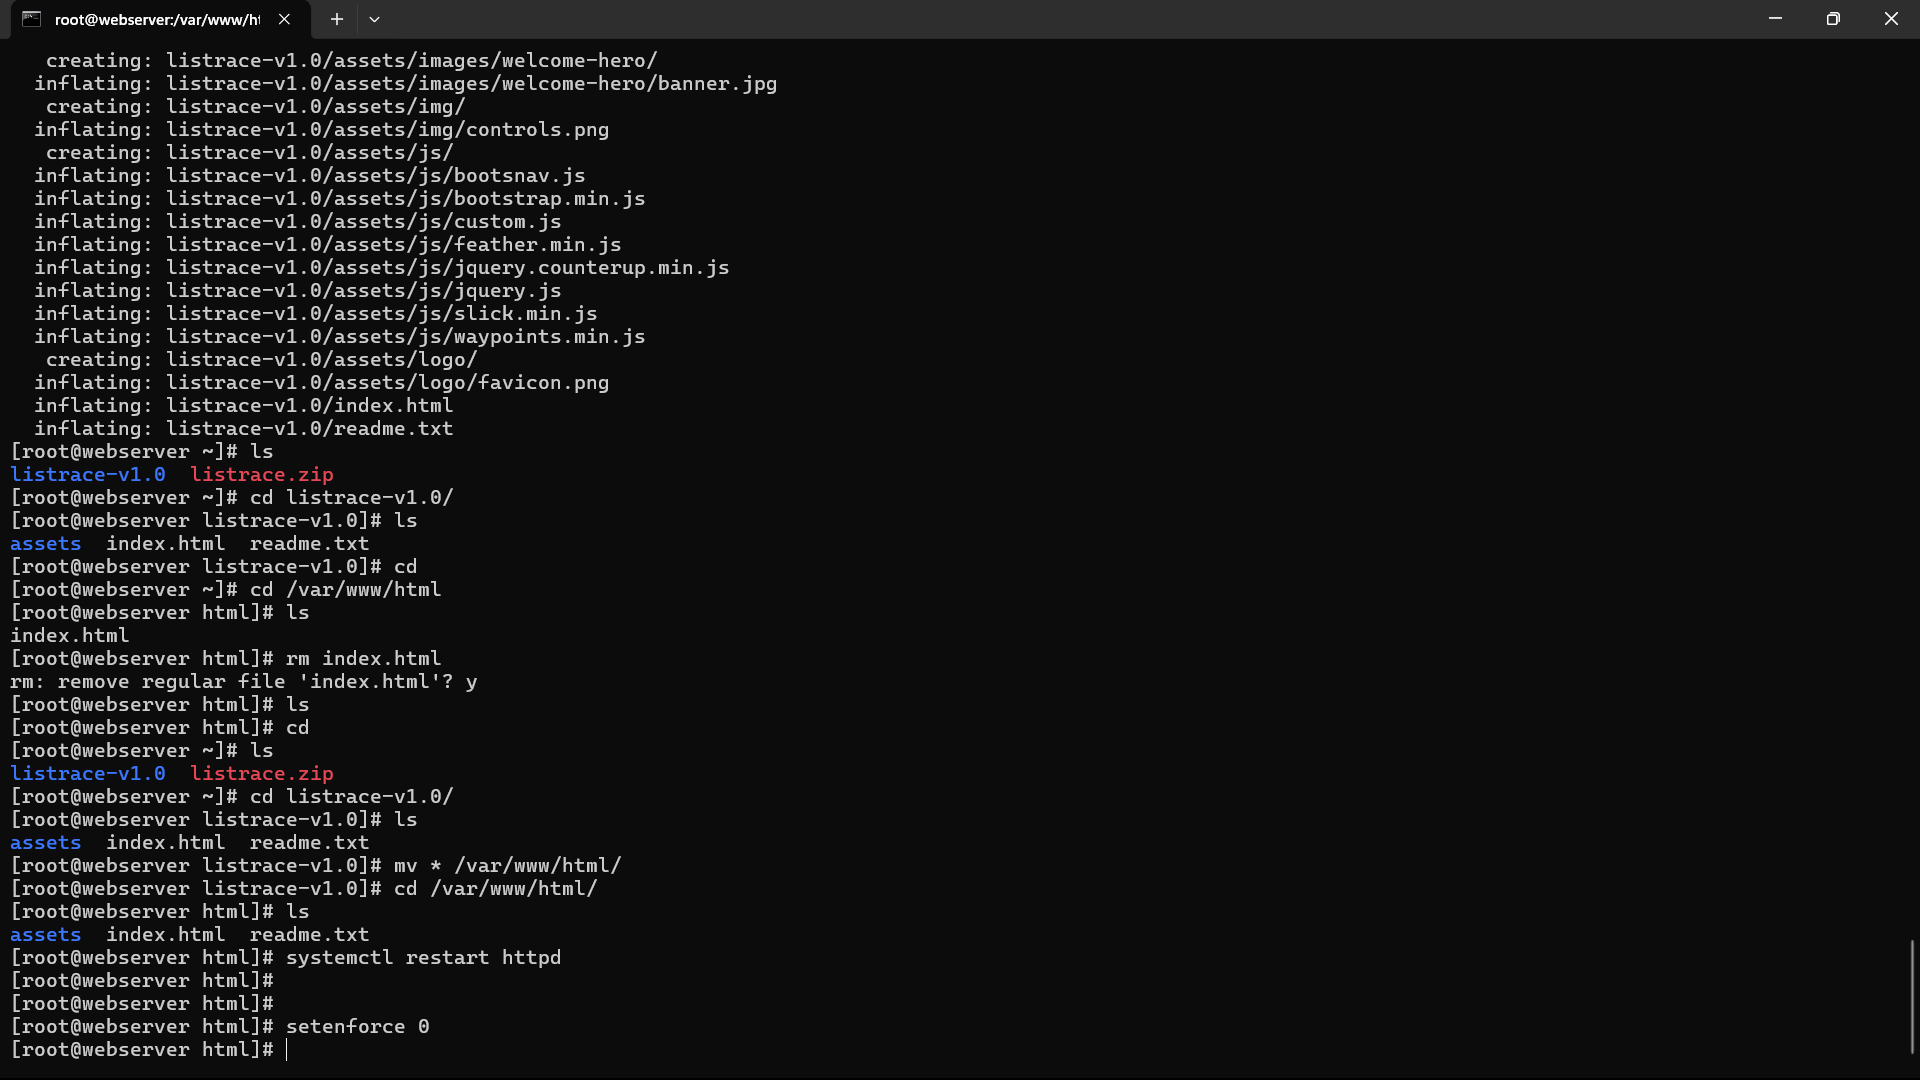 root@webserver:/var/www/ht
creating: listrace-v1.0/assets/images/welcome-hero/
inflating: listrace-v1.0/assets/images/welcome-hero/banner.jpg
creating: listrace-v1.0/assets/img/
inflating: listrace-v1.0/assets/img/controls.png
creating: listrace-v1.0/assets/js/
inflating: listrace-v1.0/assets/js/bootsnav.js
inflating: listrace-v1.0/assets/js/bootstrap.min.js
inflating: listrace-v1.0/assets/js/custom.js
inflating: listrace-v1.0/assets/js/feather.min.js
inflating: listrace-v1.0/assets/js/jquery.counterup.min.js
inflating: listrace-v1.0/assets/js/jquery.js
inflating: listrace-v1.0/assets/js/slick.min.js
inflating: listrace-v1.0/assets/js/waypoints.min.js
creating: listrace-v1.0/assets/logo/
inflating: listrace-v1.0/assets/logo/favicon.png
inflating: listrace-v1.0/index.html
inflating: listrace-v1.0/readme.txt
[root@webserver ~]# ls
listrace-v1.0  listrace.zip
[root@webserver ~]# cd listrace-v1.0/
[root@webserver listrace-v1.0]# ls
assets  index.html  readme.txt
[root@webserver listrace-v1.0]# cd
[root@webserver ~]# cd /var/www/html
[root@webserver html]# ls
index.html
[root@webserver html]# rm index.html
rm: remove regular file 'index.html'? y
[root@webserver html]# ls
[root@webserver html]# cd
[root@webserver ~]# ls
listrace-v1.0  listrace.zip
[root@webserver ~]# cd listrace-v1.0/
[root@webserver listrace-v1.0]# ls
assets  index.html  readme.txt
[root@webserver listrace-v1.0]# mv * /var/www/html/
[root@webserver listrace-v1.0]# cd /var/www/html/
[root@webserver html]# ls
assets  index.html  readme.txt
[root@webserver html]# systemctl restart httpd
[root@webserver html]#
[root@webserver html]#
[root@webserver html]# setenforce 0
[root@webserver html]#